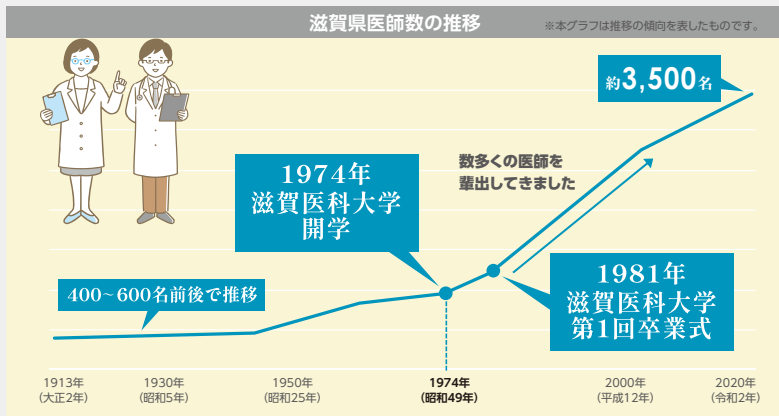 滋賀県医師数の推移
※本グラフは推移の傾向を表したものです。
約3,500名
数多くの医師を
輩出してきました
1974年
滋賀医科大学
開学
400~600名前後で推移
1981年
滋賀医科大学
第1回卒業式
1913年
(大正2年)
1930年
(昭和5年)
1950年
(昭和25年)
1974年
(昭和49年)
2000年
(平成12年)
2020年
(令和2年)